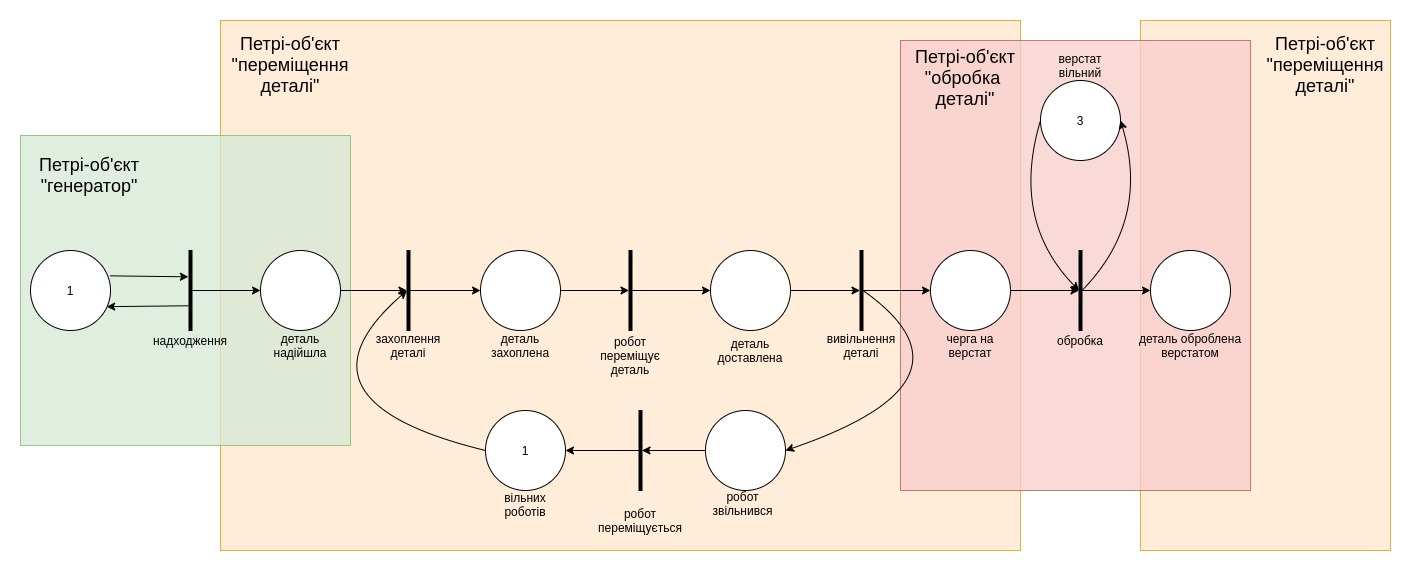 Петрі-об'єкт
"переміщення
деталі"
Петрі-об'єкт
"обробка
деталі"
верстат
вільний
3
Петрі-об'єкт
"переміщення
деталі"
Петрі-об'єкт
"генератор"
1
надходження
деталь
надійшла
захоплення
деталі
деталь
захоплена
робот
переміщує
деталь
деталь
доставлена
вивільнення
деталі
черга на
верстат
обробка
деталь оброблена
верстатом
1
вільних
роботів
робот
переміщується
робот
звільнився